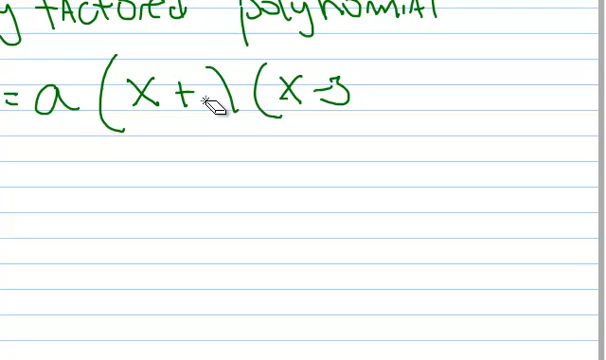 y factored polynomial
= a (x + ) (x - 3